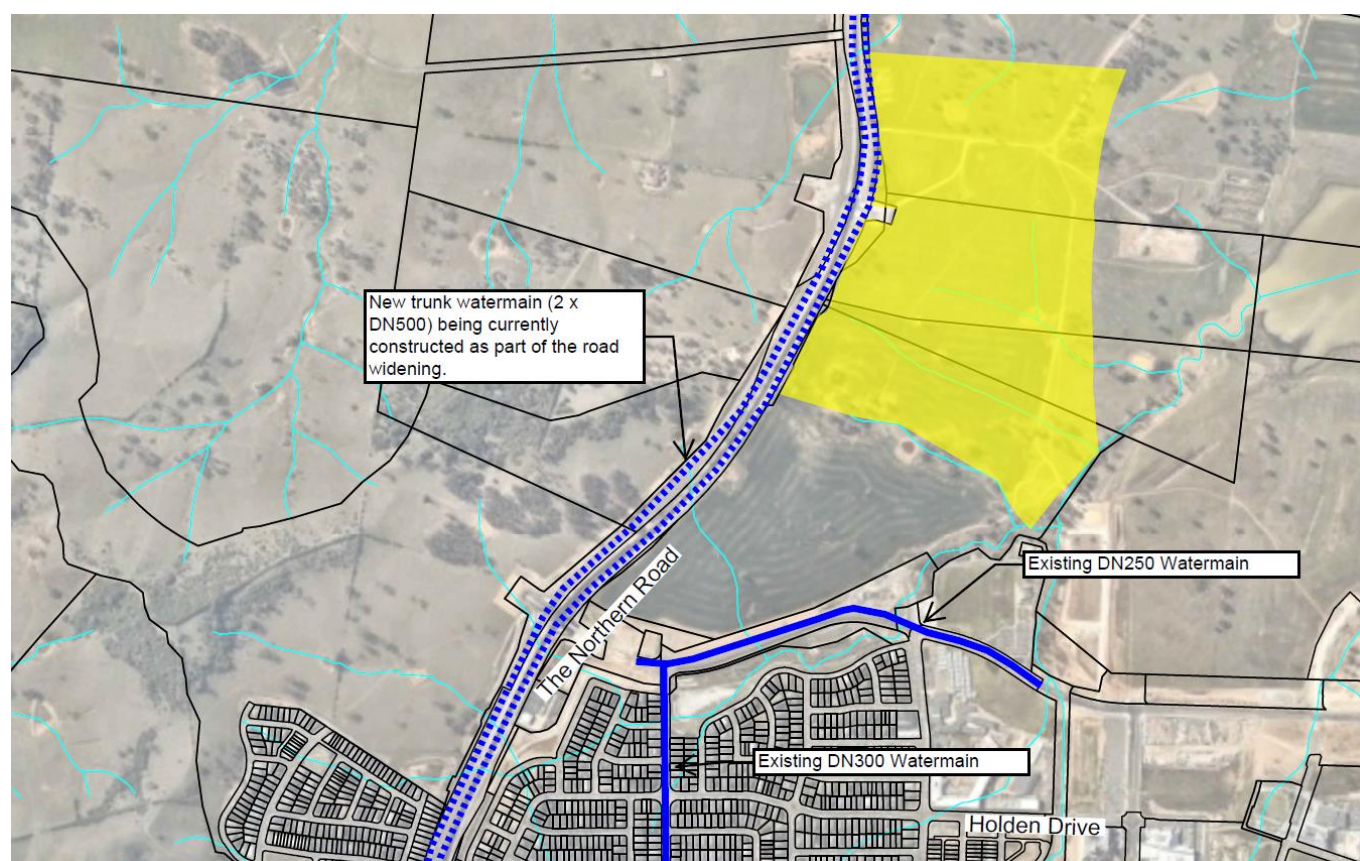 New trunk watermain (2 x
DN500) being currently
constructed as part of the road
widening.
The Northern Road
Existing DN250 Watermain
Existing DN300 Watermain
Holden Drive